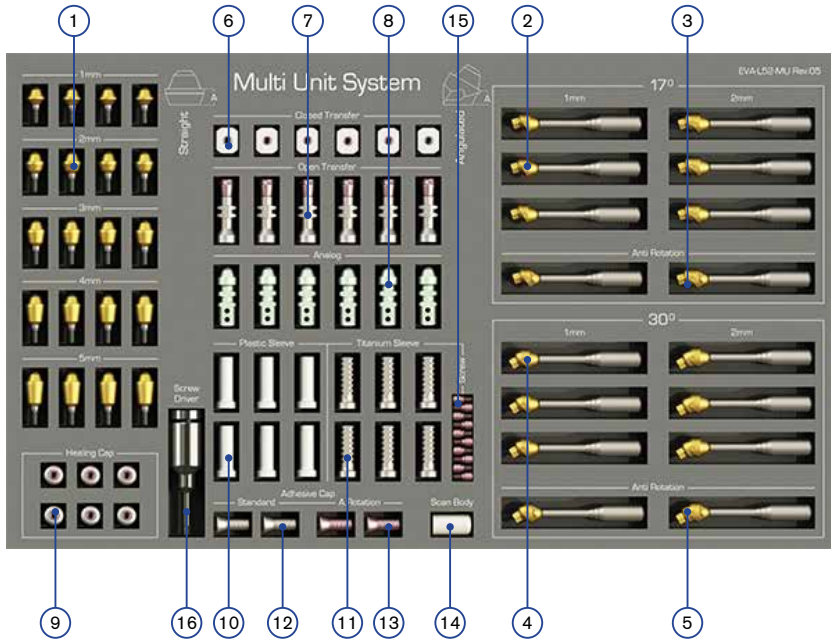 1
6
7
8
15
2
3
Multi Unit System
EVA-L52-MU Rev.05
1mm
2mm
3mm
4mm
5mm
Straight
A
Closed Transfer
Open Transfer
Analog
Plastic Sleeve
Titanium Sleeve
Screw
Screw
Driver
Healing Cap
Adhesive Cap
Standard
A.Rotation
Scan Body
A
Angulated
17°
1mm
2mm
Anti Rotation
30°
1mm
2mm
Anti Rotation
9
16
10
12
11
13
14
4
5